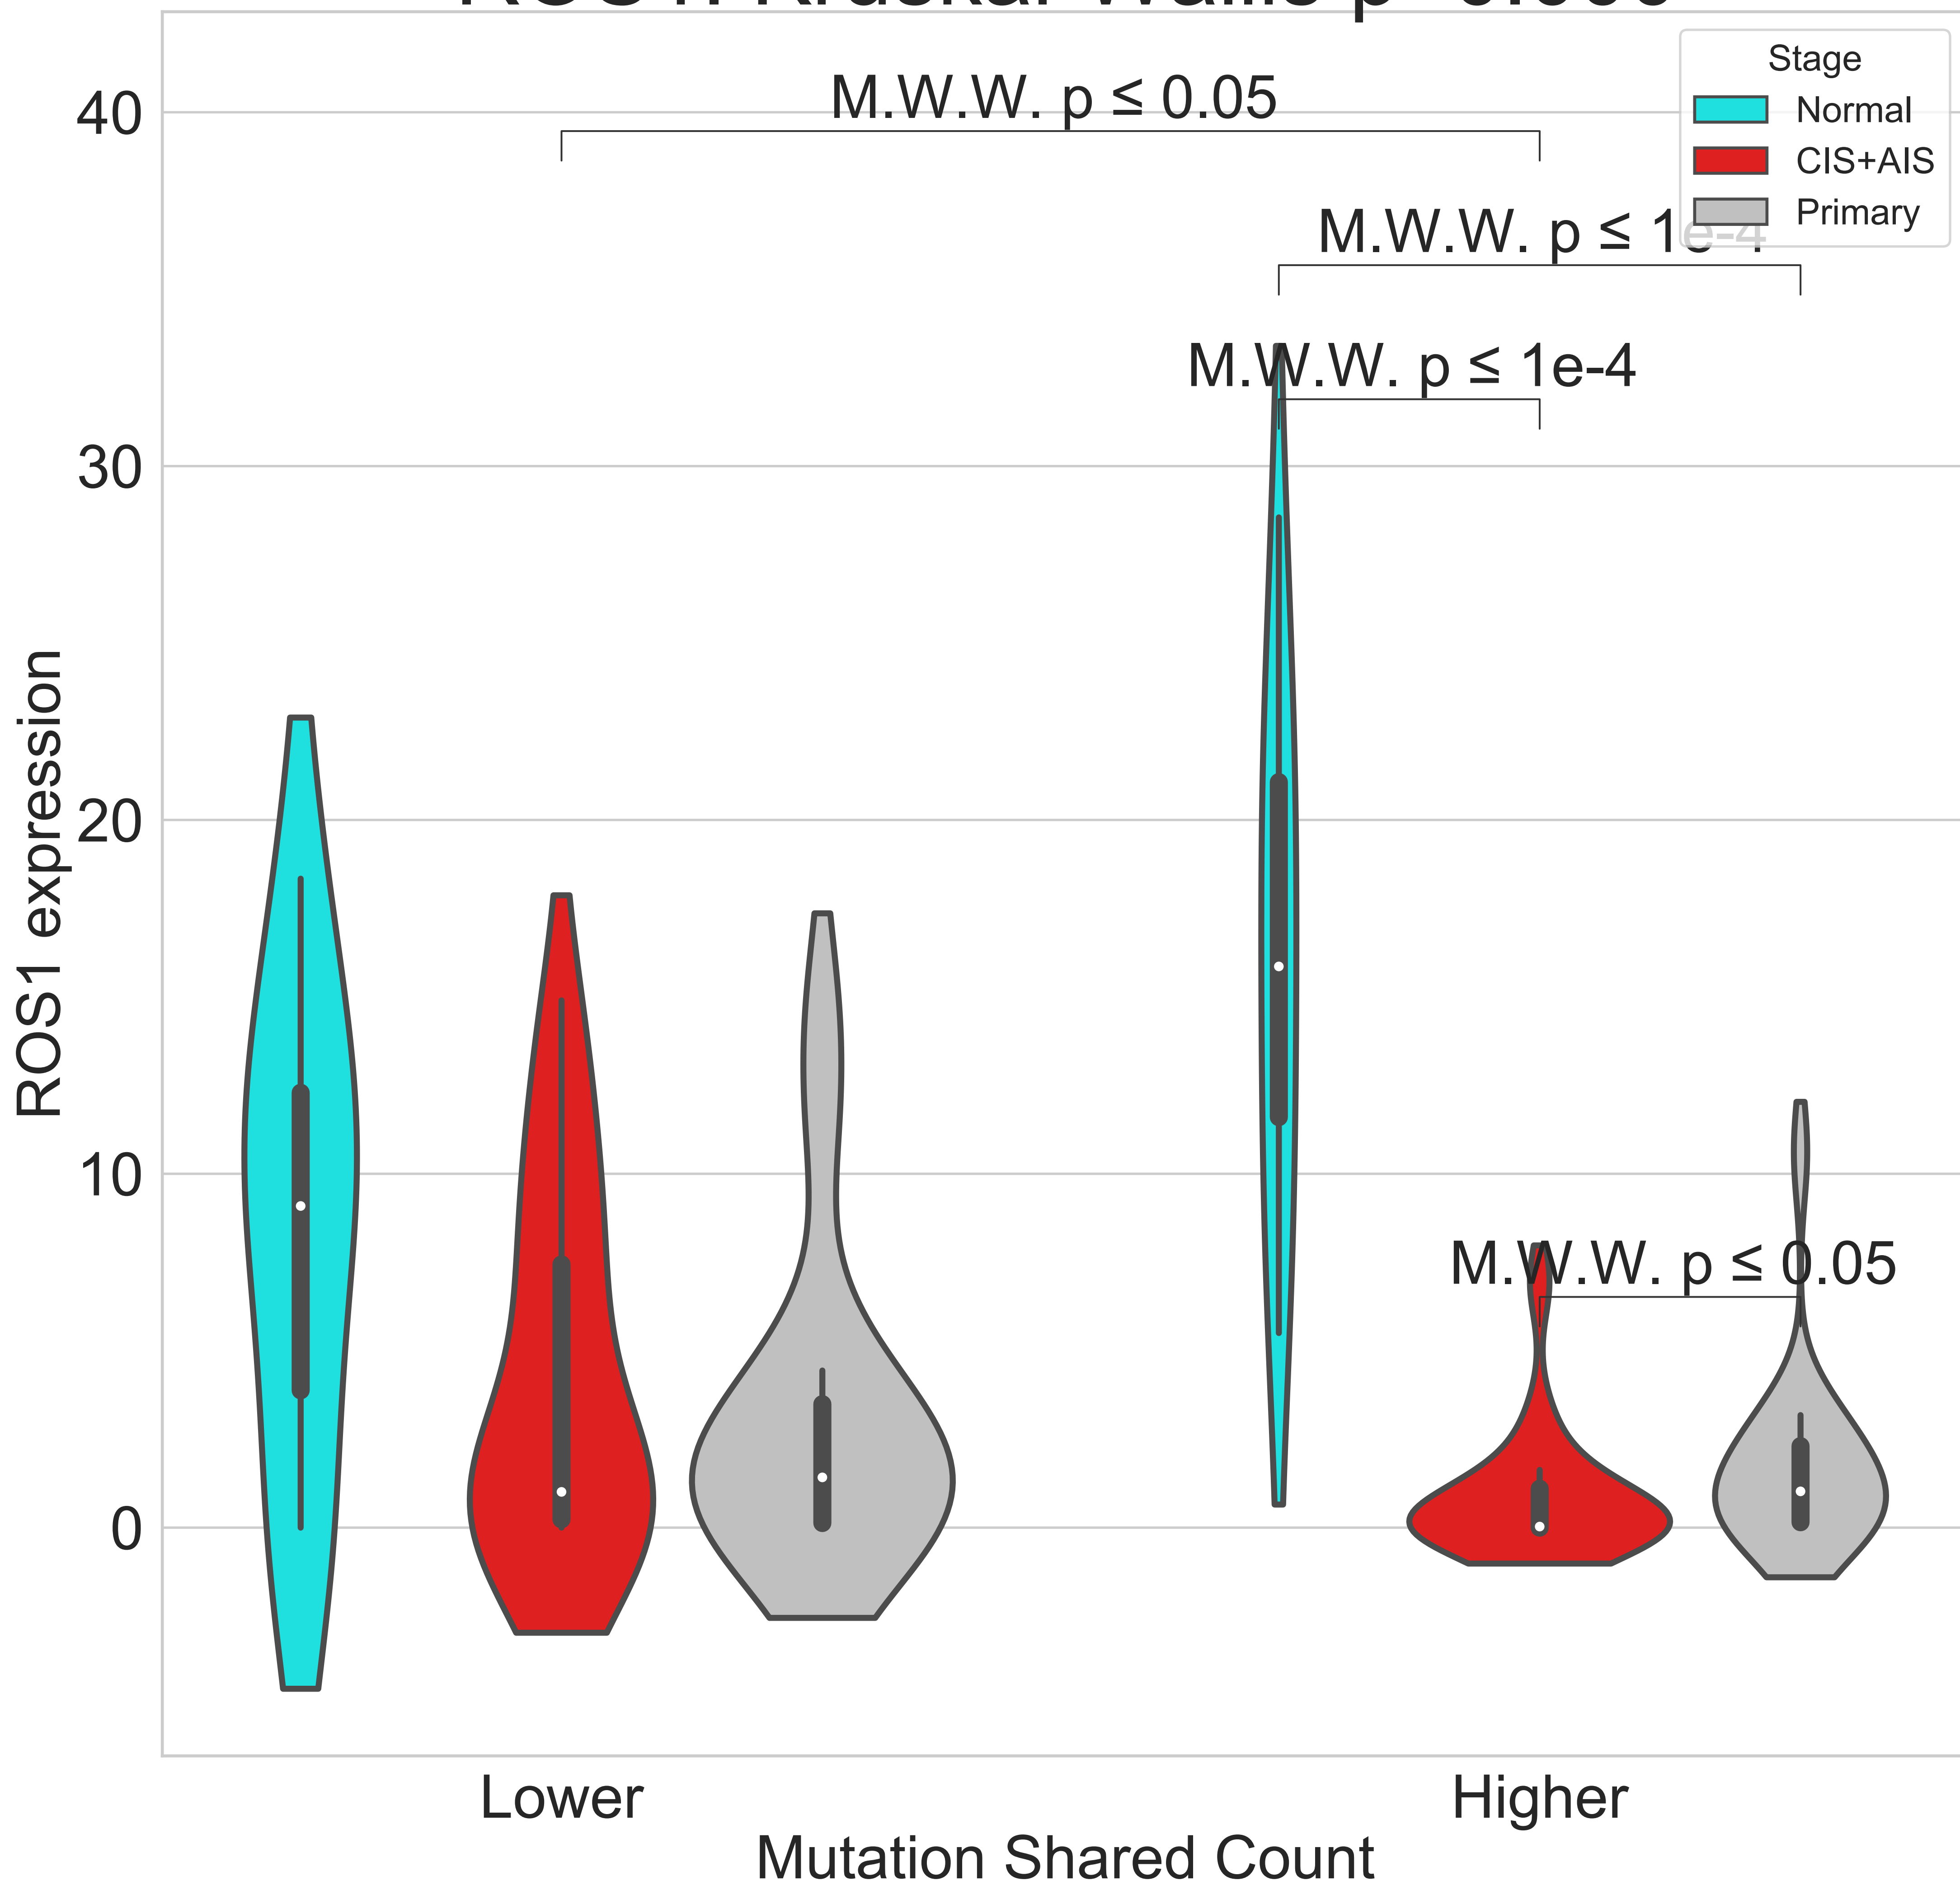 M.W.W. p ≤ 0.05
Stage
Normal
CIS+AIS
Primary
M.W.W. p ≤ 1e-4
M.W.W. p ≤ 1e-4
M.W.W. p ≤ 0.05
40
30
20
10
0
ROS1 expression
Lower
Higher
Mutation Shared Count